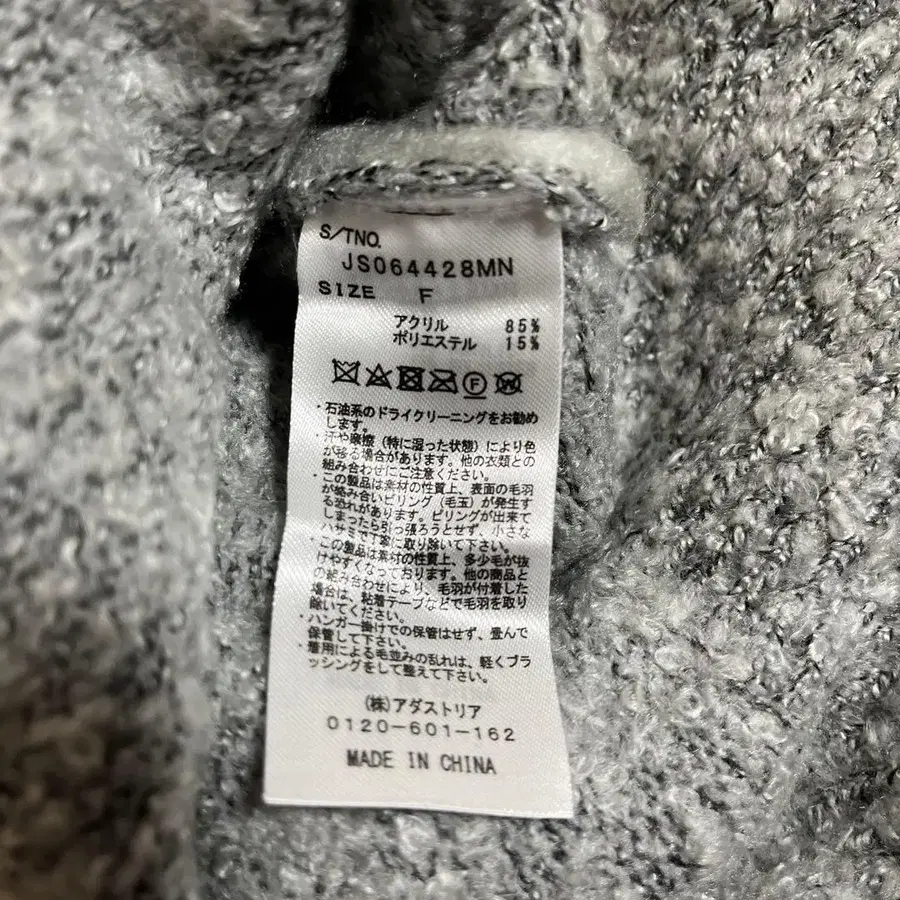 S/TNO.
JS064428MN
SIZE F
アクリル 85%
ポリエステル 15%
F
W
・石油系のドライクリーニングをお勧め
します。
・汗や摩擦(特に湿った状態)により色
が移る場合があります。他の衣類との
組み合わせにご注意ください。
・この製品は素材の性質上、表面の毛羽
が絡み合いピリング(毛玉)が発生す
る恐れがあります。ピリングが出来て
しまったら引っ張ろうとせず、小さな
ハサミで丁寧に取り除いて下さい。
・この製品は素材の性質上、多少毛が抜
けやすくなっております。他の商品と
の組み合わせにより、毛羽が付着した
場合は、粘着テープなどで毛羽を取り
除いてください。
・ハンガー掛けでの保管はせず、畳んで
保管して下さい。
・着用による毛並みの乱れは、軽くブラ
ッシングをして整えて下さい。
(株)アダストリア
0120-601-162
MADE IN CHINA